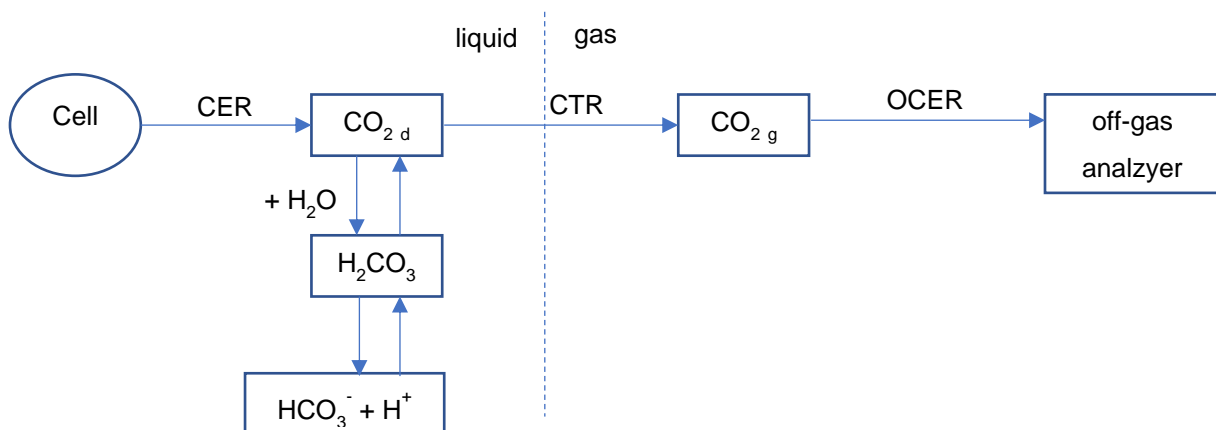 liquid
gas
Cell
CER
CO₂ d
CTR
CO₂ g
OCER
off-gas
analzyer
+ H₂O
H₂CO₃
HCO₃⁻ + H⁺